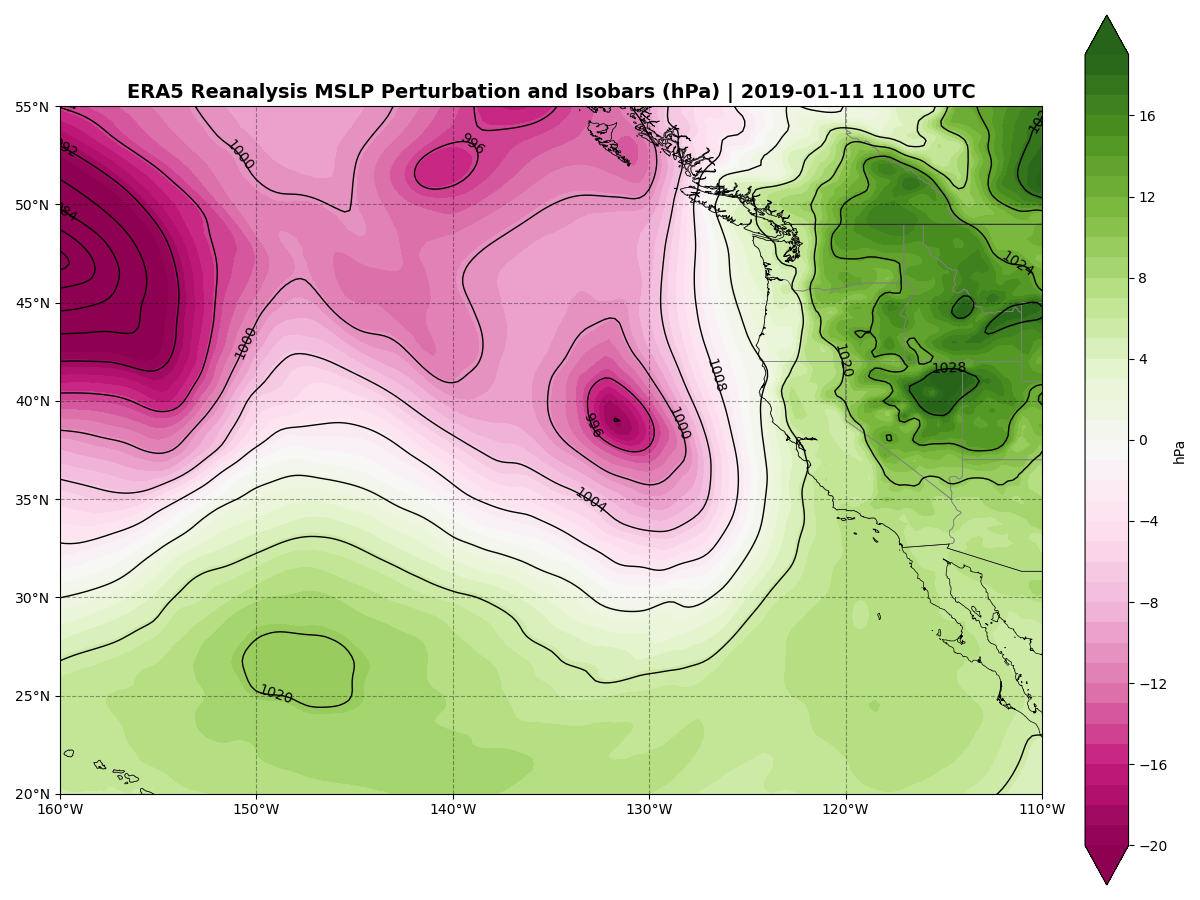 ERA5 Reanalysis MSLP Perturbation and Isobars (hPa) | 2019-01-11 1100 UTC
55°N
50°N
45°N
40°N
35°N
30°N
25°N
20°N
160°W
150°W
140°W
130°W
120°W
110°W
1000
996
984
1024
1000
1008
1020
1028
996
1000
1004
1020
16
12
8
4
0
−4
−8
−12
−16
−20
hPa